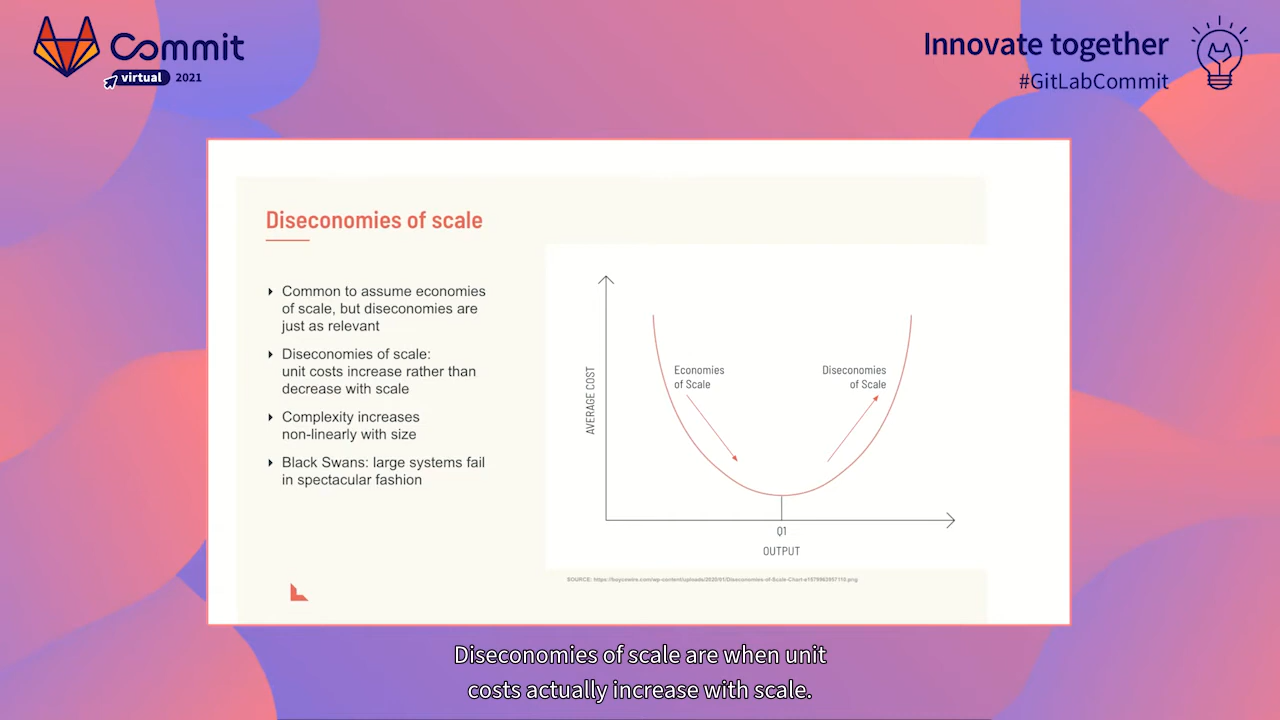 Commit
virtual 2021
Innovate together
#GitLabCommit
Diseconomies of scale
Common to assume economies
of scale, but diseconomies are
just as relevant
Diseconomies of scale:
unit costs increase rather than
decrease with scale
Complexity increases
non-linearly with size
Black Swans: large systems fail
in spectacular fashion
AVERAGE COST
Economies
of Scale
Diseconomies
of Scale
Q1
OUTPUT
Diseconomies of scale are when unit
costs actually increase with scale.